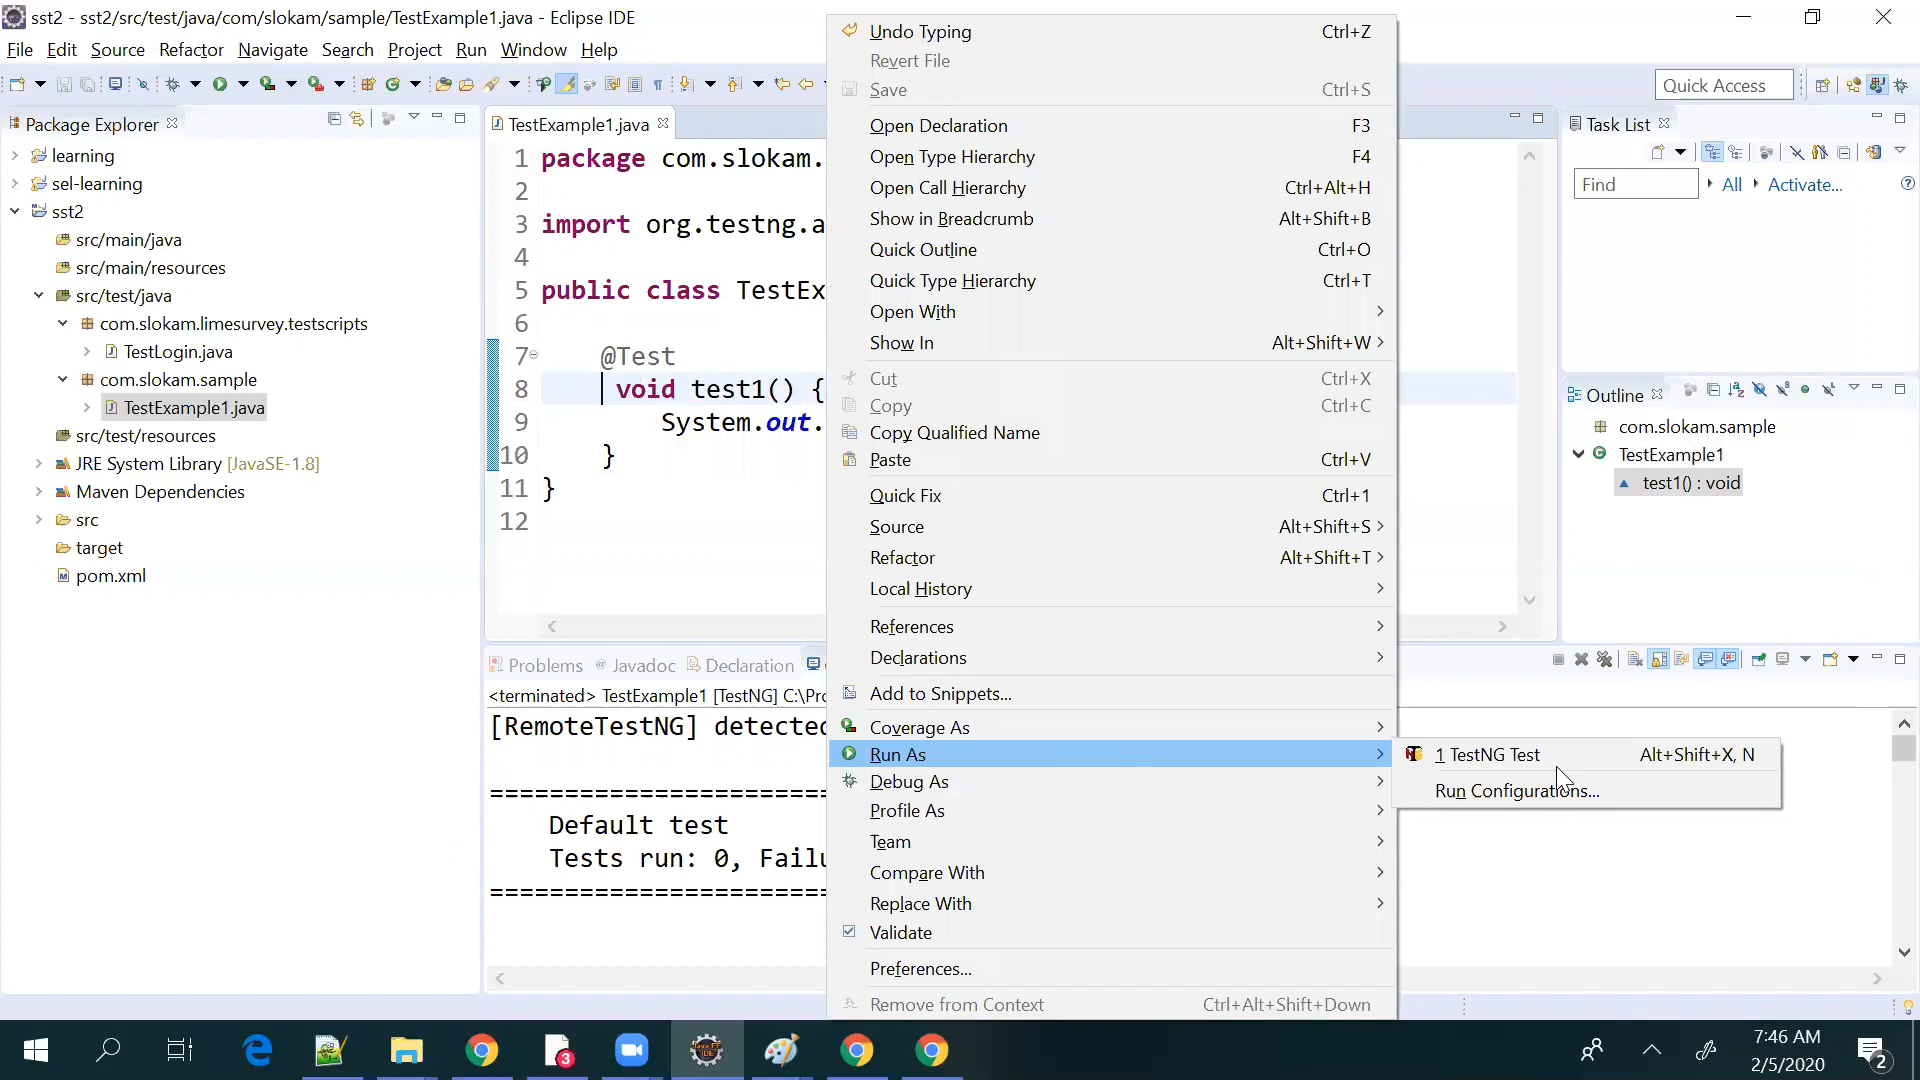 sst2 - sst2/src/test/java/com/slokam/sample/TestExample1.java - Eclipse IDE
File Edit Source Refactor Navigate Search Project Run Window Help
Quick Access
Package Explorer
learning
sel-learning
sst2
src/main/java
src/main/resources
src/test/java
com.slokam.limesurvey.testscripts
TestLogin.java
com.slokam.sample
TestExample1.java
src/test/resources
JRE System Library [JavaSE-1.8]
Maven Dependencies
src
target
pom.xml
TestExample1.java
1 package com.slokam.
2
3 import org.testng.a
4
5 public class TestEx
6
7 @Test
8 void test1() {
9 System.out.
10 }
11 }
12
Problems Javadoc Declaration
<terminated> TestExample1 [TestNG] C:\Pro
[RemoteTestNG] detected
===================
Default test
Tests run: 0, Failu
===================
Undo Typing Ctrl+Z
Revert File
Save Ctrl+S
Open Declaration F3
Open Type Hierarchy F4
Open Call Hierarchy Ctrl+Alt+H
Show in Breadcrumb Alt+Shift+B
Quick Outline Ctrl+O
Quick Type Hierarchy Ctrl+T
Open With
Show In Alt+Shift+W
Cut Ctrl+X
Copy Ctrl+C
Copy Qualified Name
Paste Ctrl+V
Quick Fix Ctrl+1
Source Alt+Shift+S
Refactor Alt+Shift+T
Local History
References
Declarations
Add to Snippets...
Coverage As
Run As
Debug As
Profile As
Team
Compare With
Replace With
Validate
Preferences...
Remove from Context Ctrl+Alt+Shift+Down
1 TestNG Test Alt+Shift+X, N
Run Configurations...
Task List
Find All Activate...
Outline
com.slokam.sample
TestExample1
test1() : void
3
Java EE
IDE
7:46 AM
2/5/2020
2